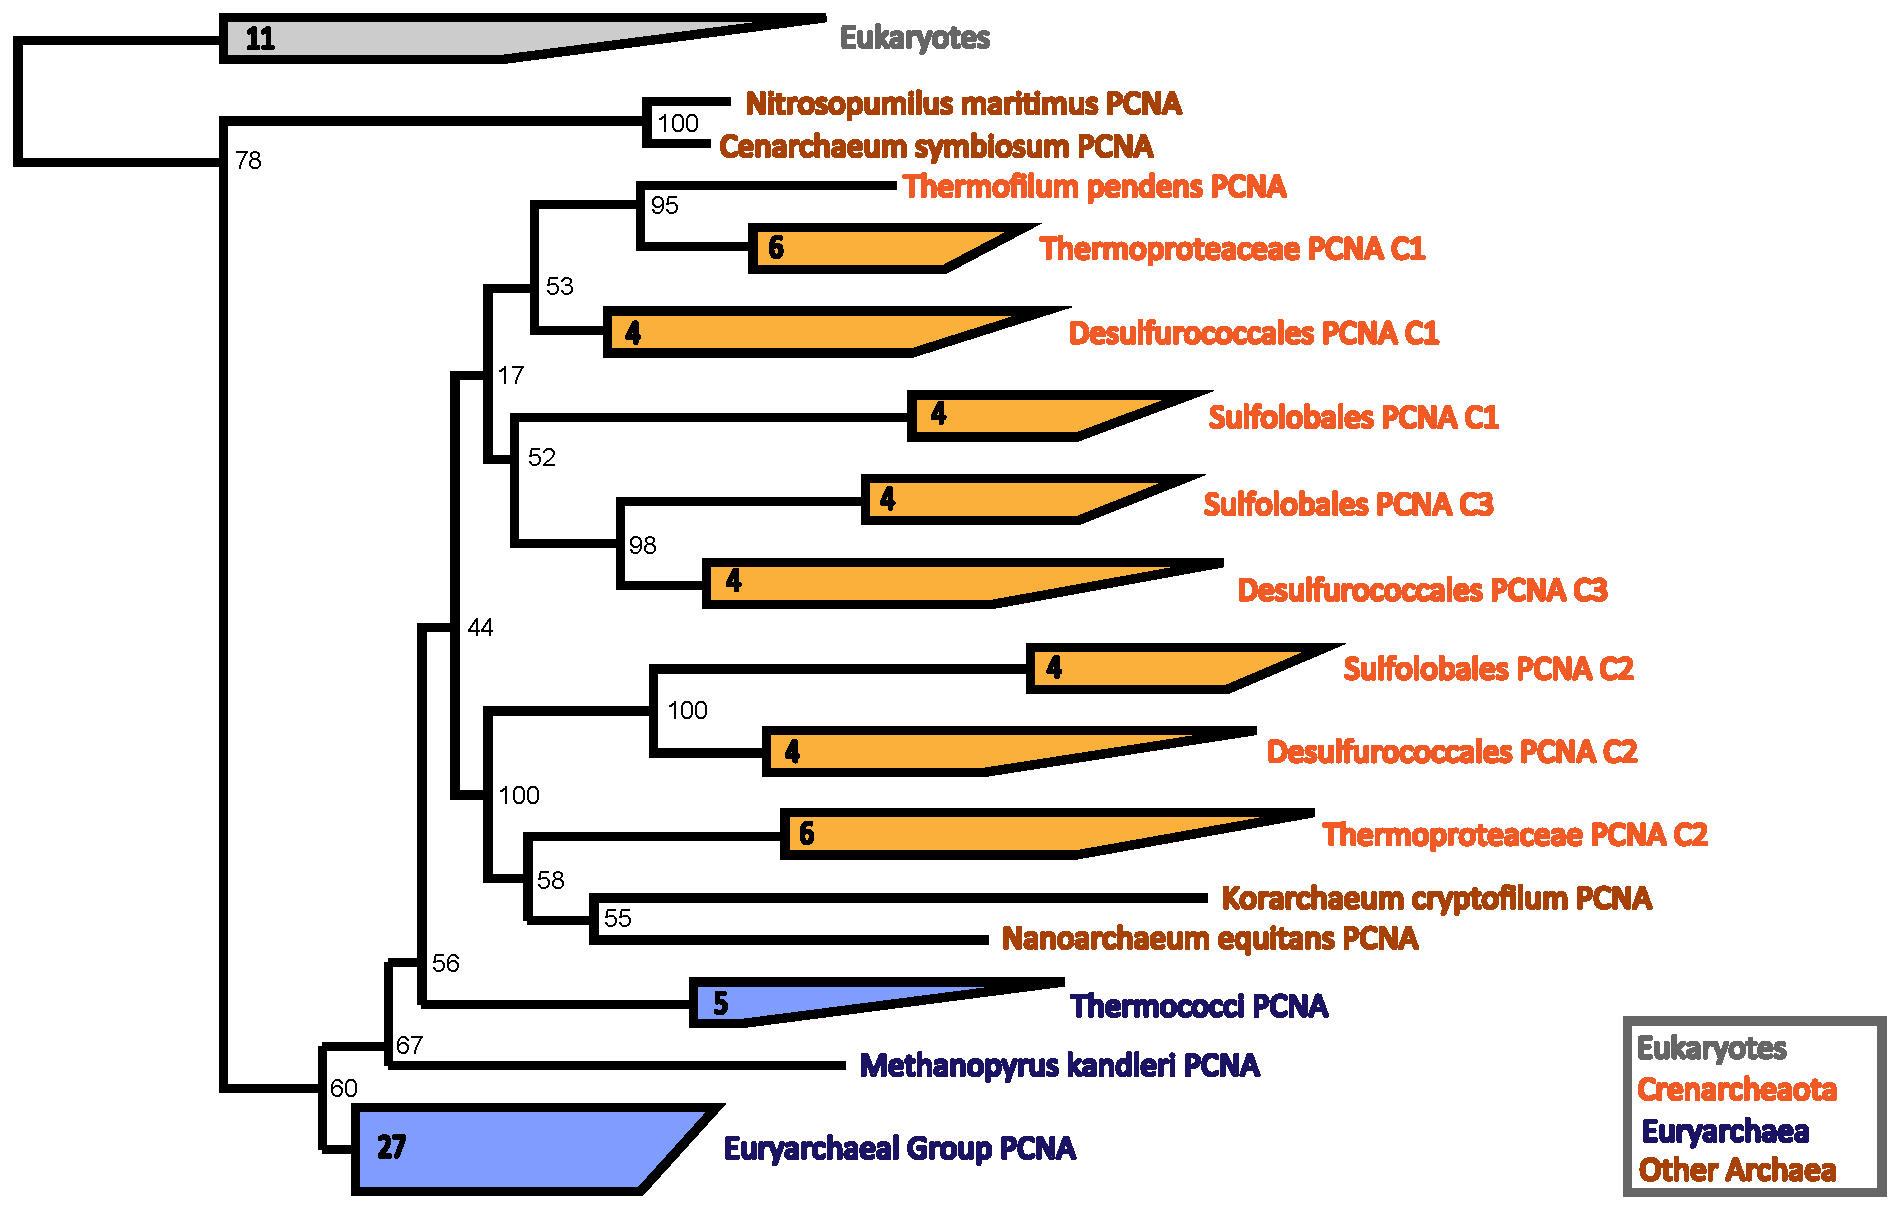 11
Eukaryotes
Nitrosopumilus maritimus PCNA
100
Cenarchaeum symbiosum PCNA
78
Thermofilum pendens PCNA
95
6
Thermoproteaceae PCNA C1
53
4
Desulfurococcales PCNA C1
17
4
Sulfolobales PCNA C1
52
4
Sulfolobales PCNA C3
98
4
Desulfurococcales PCNA C3
44
4
Sulfolobales PCNA C2
100
4
Desulfurococcales PCNA C2
100
6
Thermoproteaceae PCNA C2
58
Korarchaeum cryptofilum PCNA
55
Nanoarchaeum equitans PCNA
56
5
Thermococci PCNA
67
Methanopyrus kandleri PCNA
60
27
Euryarchaeal Group PCNA
Eukaryotes
Crenarcheaota
Euryarchaea
Other Archaea